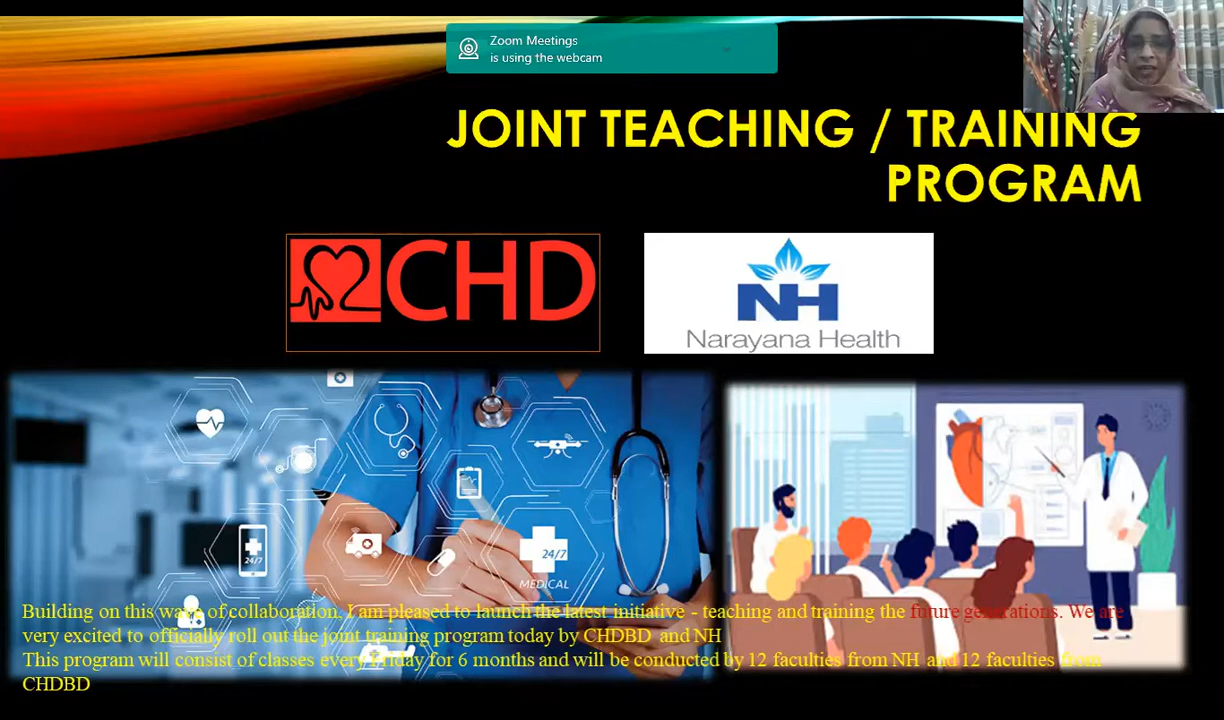 Zoom Meetings
is using the webcam
JOINT TEACHING / TRAINING
PROGRAM
CHD
NH
Narayana Health
24/7
24/7
MEDICAL
Building on this wave of collaboration. I am pleased to launch the latest initiative - teaching and training the future generations. We are
very excited to officially roll out the joint training program today by CHDBD and NH
This program will consist of classes every Friday for 6 months and will be conducted by 12 faculties from NH and 12 faculties from
CHDBD